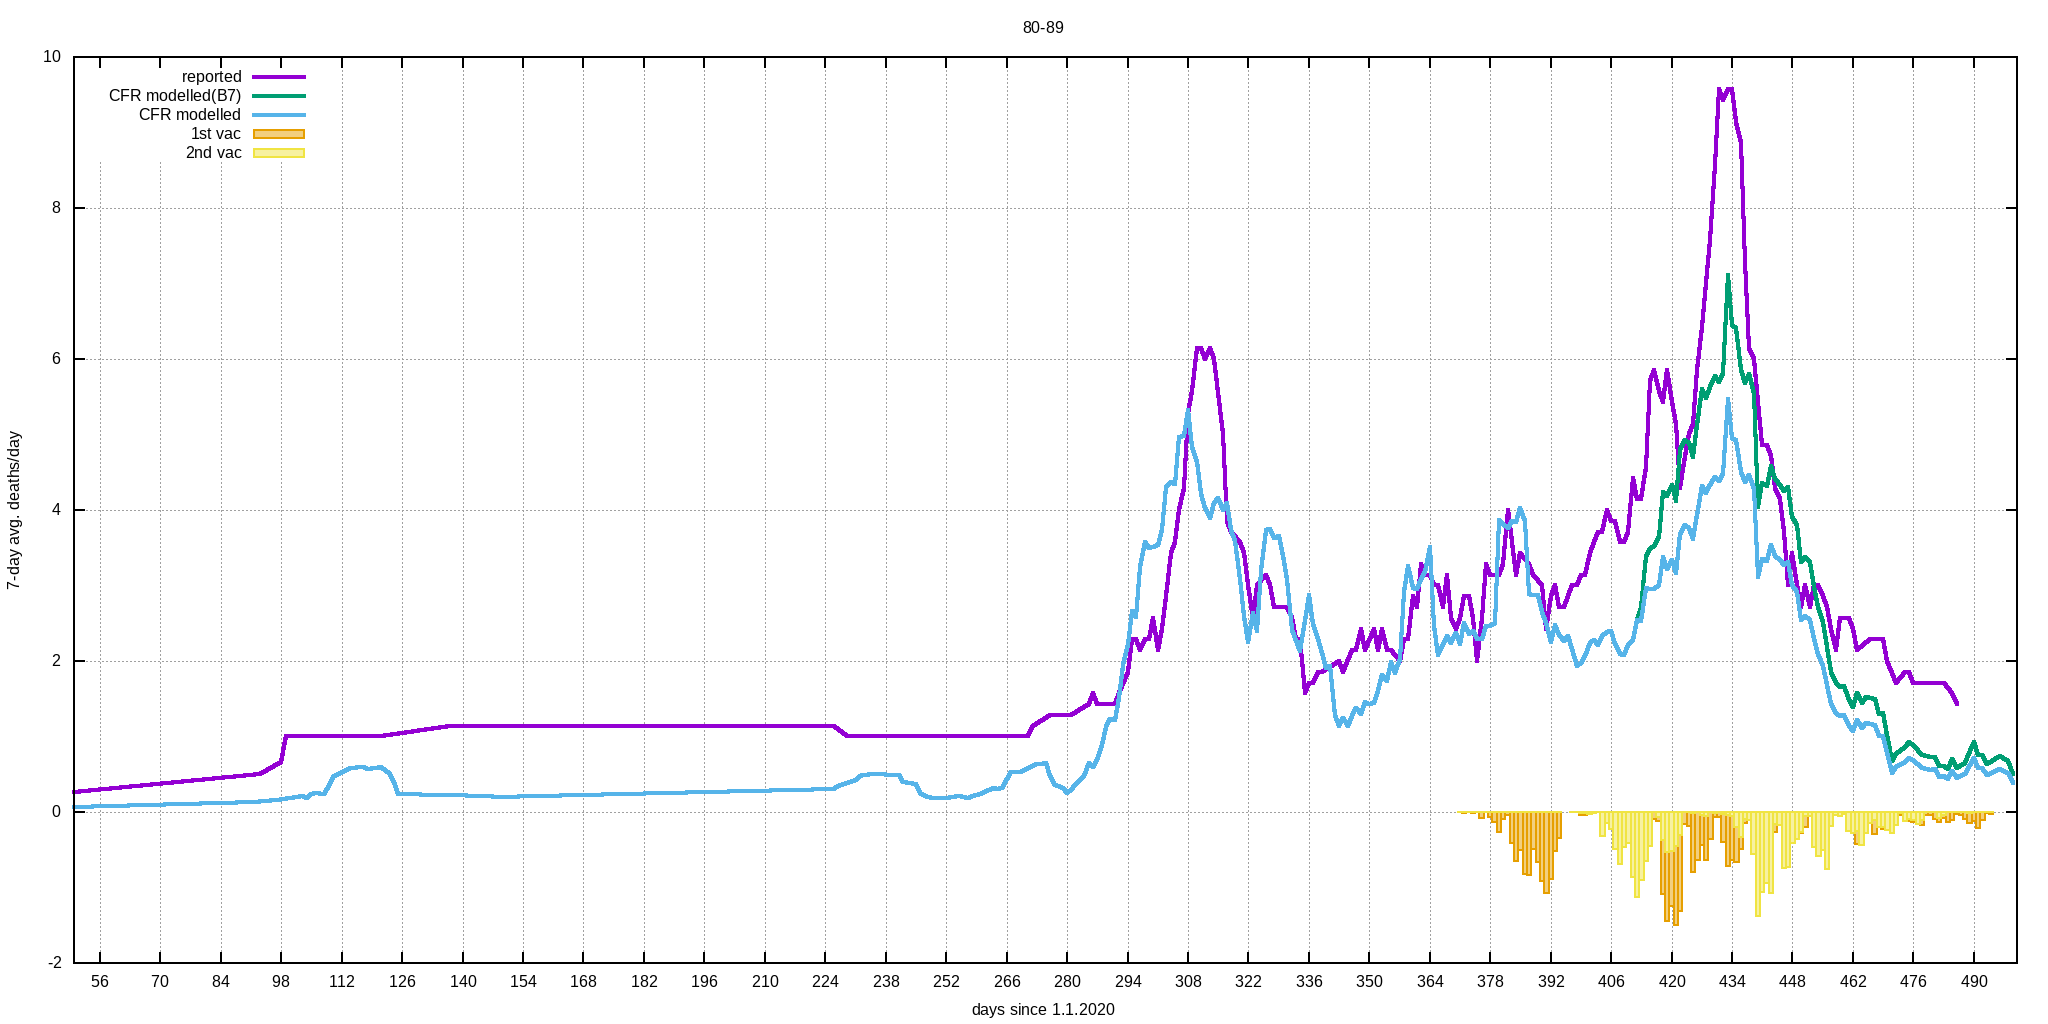 80-89
10
8
6
4
2
0
-2
reported
CFR modelled(B7)
CFR modelled
1st vac
2nd vac
7-day avg. deaths/day
56 70 84 98 112 126 140 154 168 182 196 210 224 238 252 266 280 294 308 322 336 350 364 378 392 406 420 434 448 462 476 490
days since 1.1.2020